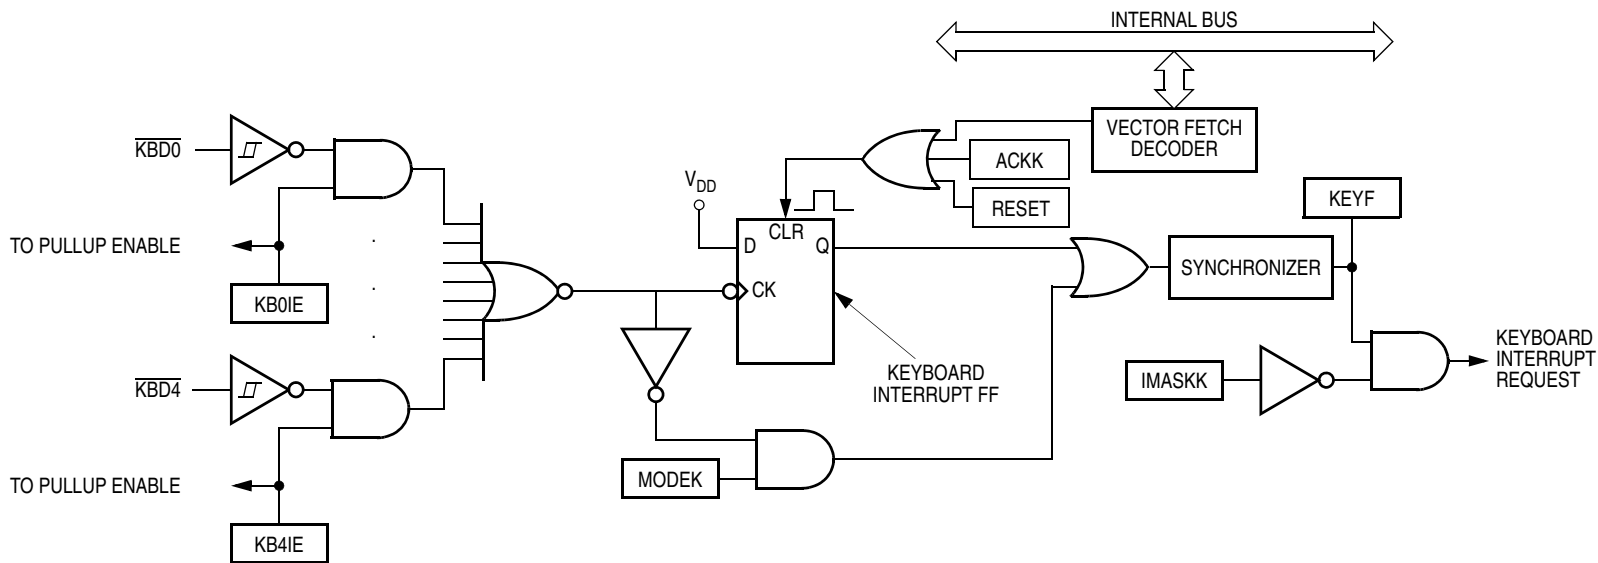 INTERNAL BUS
VECTOR FETCH
DECODER
KBD0
ACKK
VDD
KEYF
RESET
CLR
TO PULLUP ENABLE
D
Q
SYNCHRONIZER
KB0IE
CK
KEYBOARD
INTERRUPT
REQUEST
KEYBOARD
INTERRUPT FF
KBD4
IMASKK
MODEK
TO PULLUP ENABLE
KB4IE